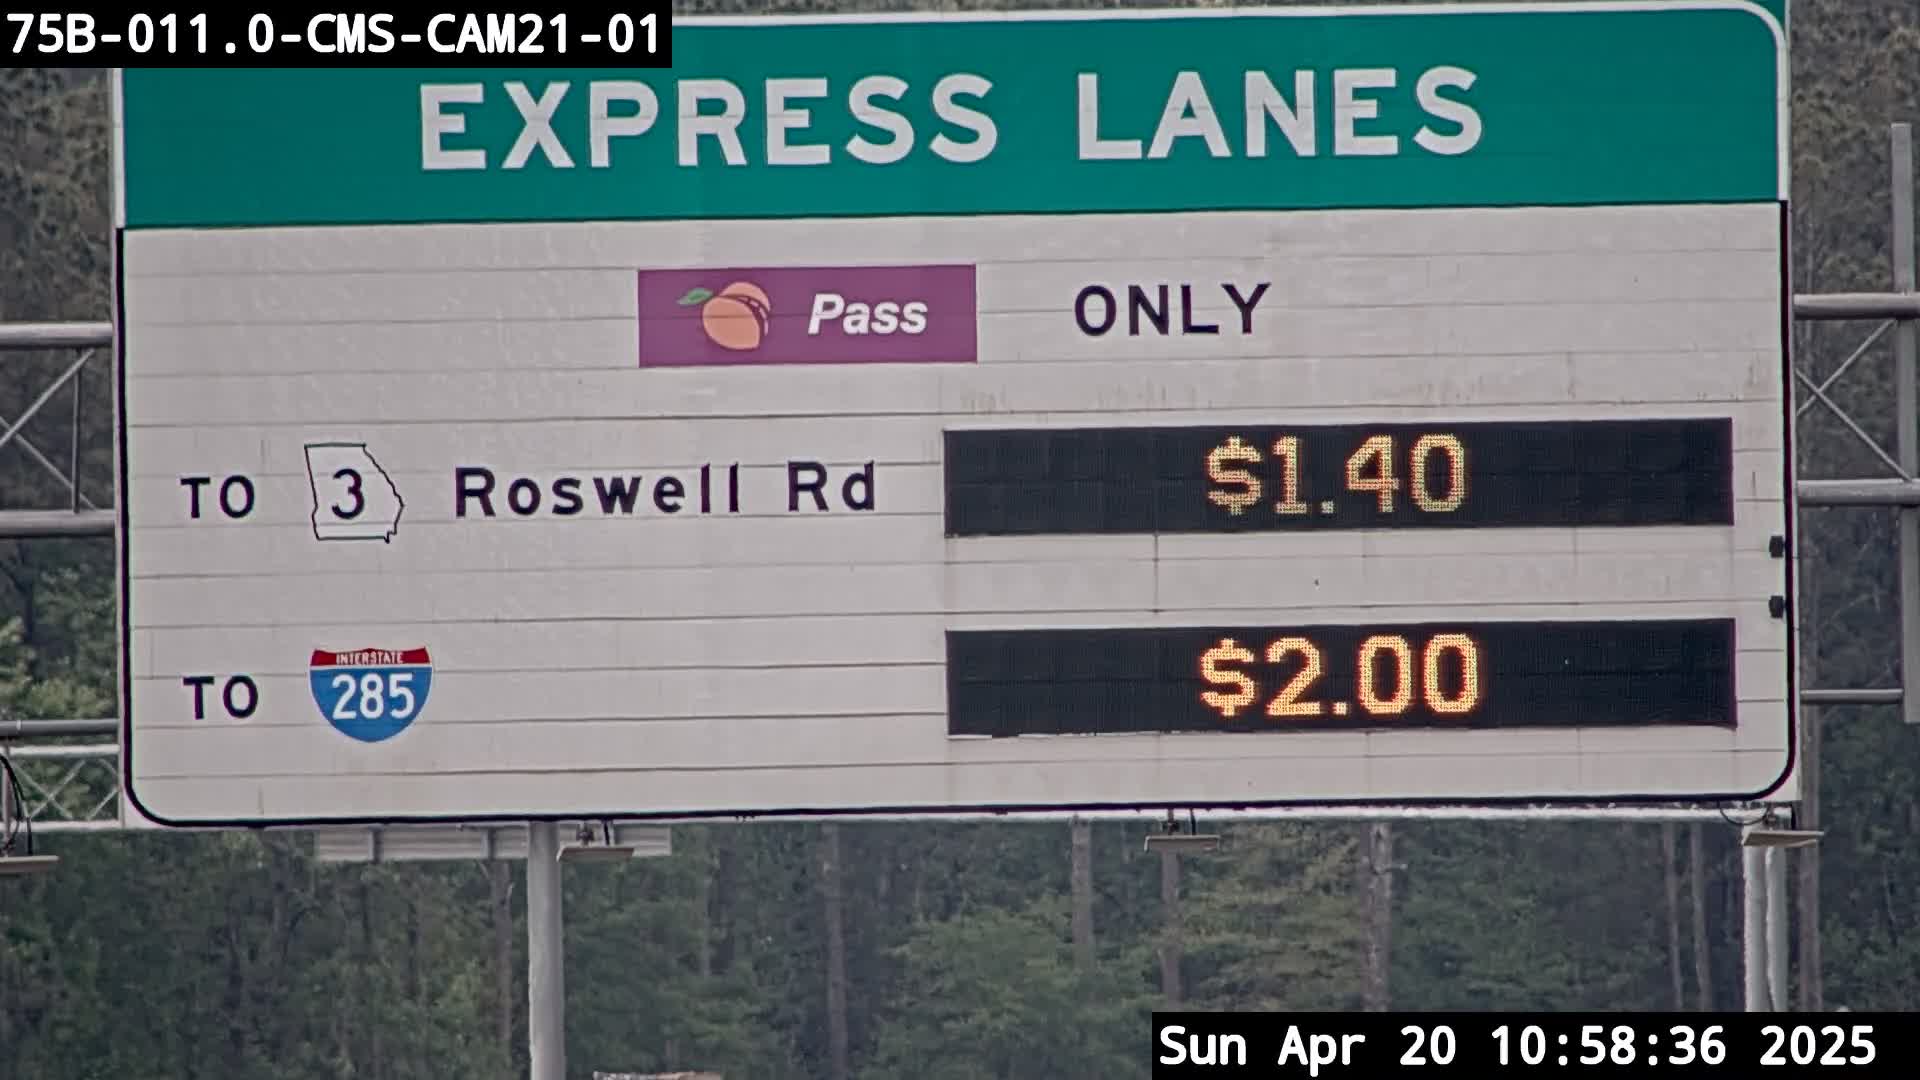 75B-011.0-CMS-CAM21-01
EXPRESS LANES
Pass ONLY
TO 3 Roswell Rd $1.40
INTERSTATE
TO 285 $2.00
Sun Apr 20 10:58:36 2025